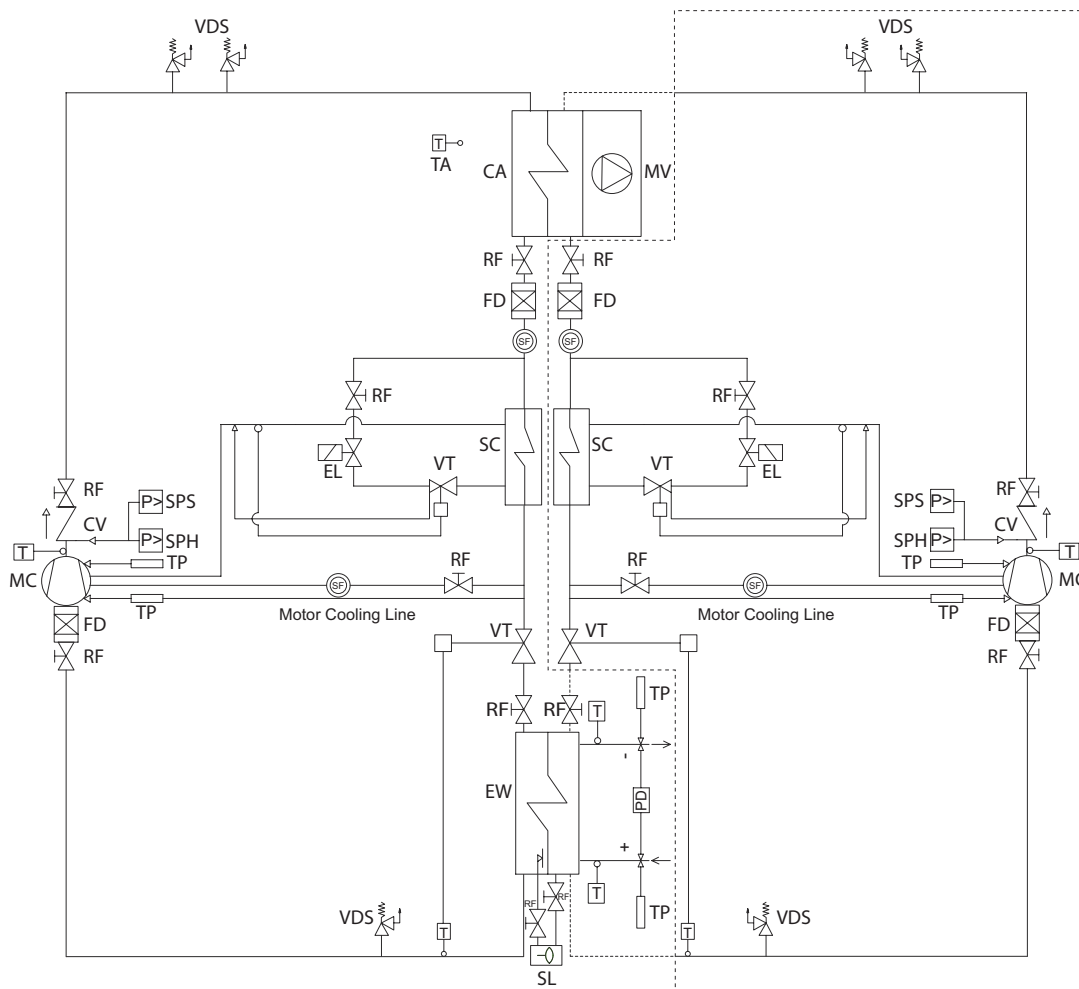 VDS
VDS
T
TA
CA
MV
RF
RF
FD
FD
SF
SF
RF
RF
SC
SC
EL
VT
VT
EL
RF
P> SPS
SPS P>
RF
CV
P> SPH
SPH P>
CV
T
T
MC
TP
RF
RF
TP
MC
SF
SF
TP
Motor Cooling Line
Motor Cooling Line
TP
FD
VT
VT
FD
RF
RF
RF
RF
T
TP
-
EW
PD
+
T
RF
RF
TP
VDS
T
T
VDS
SL